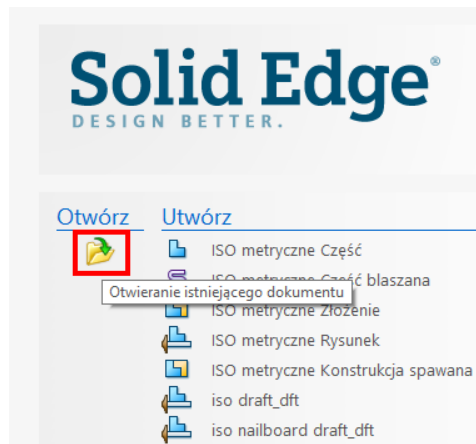 Solid Edge®
DESIGN BETTER.
Otwórz
Utwórz
ISO metryczne Część
ISO metryczne Część blaszana
Otwieranie istniejącego dokumentu
ISO metryczne Złożenie
ISO metryczne Rysunek
ISO metryczne Konstrukcja spawana
iso draft_dft
iso nailboard draft_dft